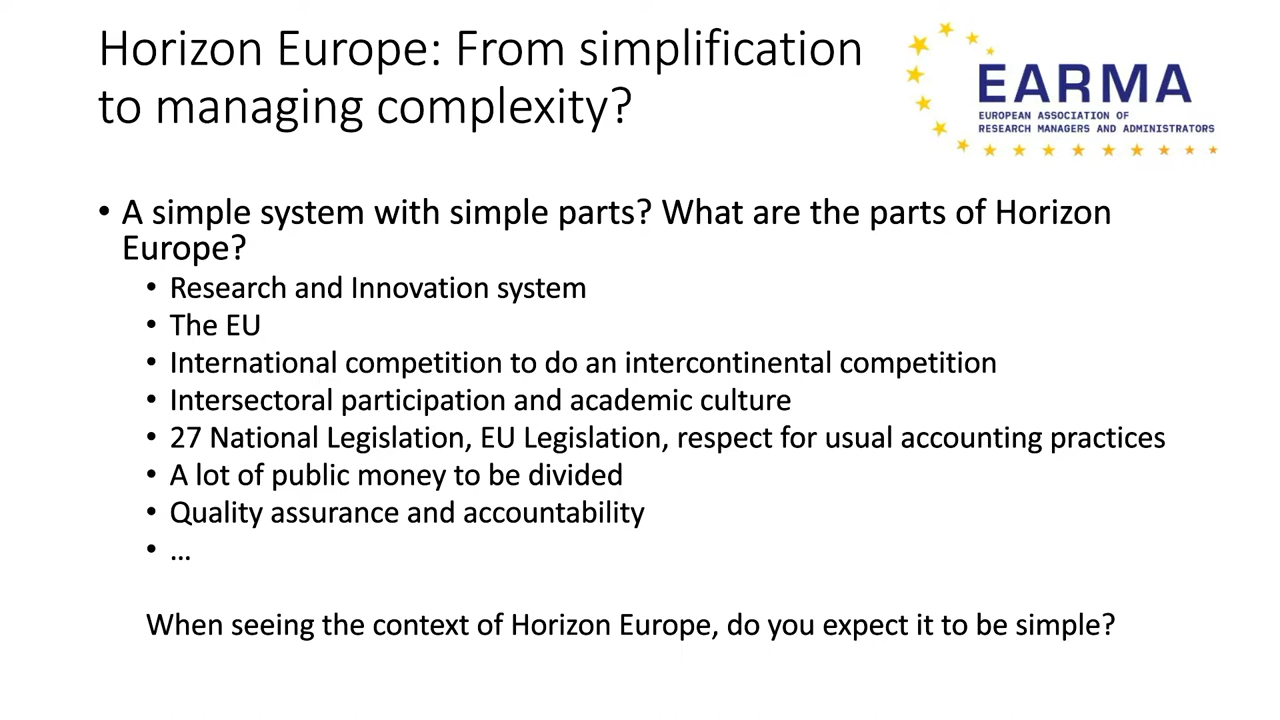 Horizon Europe: From simplification
to managing complexity?
EARMA
EUROPEAN ASSOCIATION OF
RESEARCH MANAGERS AND ADMINISTRATORS
• A simple system with simple parts? What are the parts of Horizon
Europe?
• Research and Innovation system
• The EU
• International competition to do an intercontinental competition
• Intersectoral participation and academic culture
• 27 National Legislation, EU Legislation, respect for usual accounting practices
• A lot of public money to be divided
• Quality assurance and accountability
• …
When seeing the context of Horizon Europe, do you expect it to be simple?